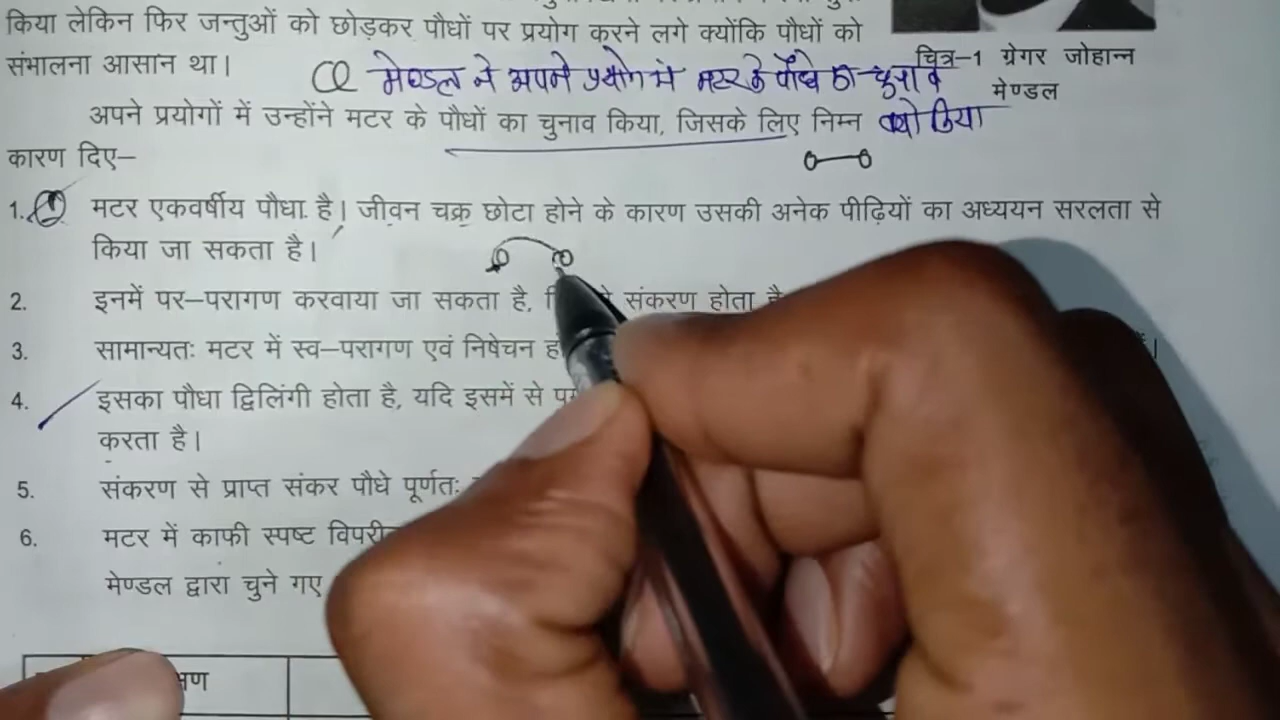 किया लेकिन फिर जन्तुओं को छोड़कर पौधों पर प्रयोग करने लगे क्योंकि पौधों को
संभालना आसान था।
चित्र–1 ग्रेगर जोहान्न
मेण्डल
Q मेण्डल ने अपने प्रयोग में मटर के पौधे का चुनाव
क्यों किया
अपने प्रयोगों में उन्होंने मटर के पौधों का चुनाव किया, जिसके लिए निम्न
कारण दिए–
1. मटर एकवर्षीय पौधा है। जीवन चक्र छोटा होने के कारण उसकी अनेक पीढ़ियों का अध्ययन सरलता से
किया जा सकता है।
2. इनमें पर–परागण करवाया जा सकता है, संकरण होता है
3. सामान्यतः मटर में स्व–परागण एवं निषेचन
4. इसका पौधा द्विलिंगी होता है, यदि इसमें से
करता है।
5. संकरण से प्राप्त संकर पौधे पूर्णतः
6. मटर में काफी स्पष्ट
मेण्डल द्वारा चुने गए